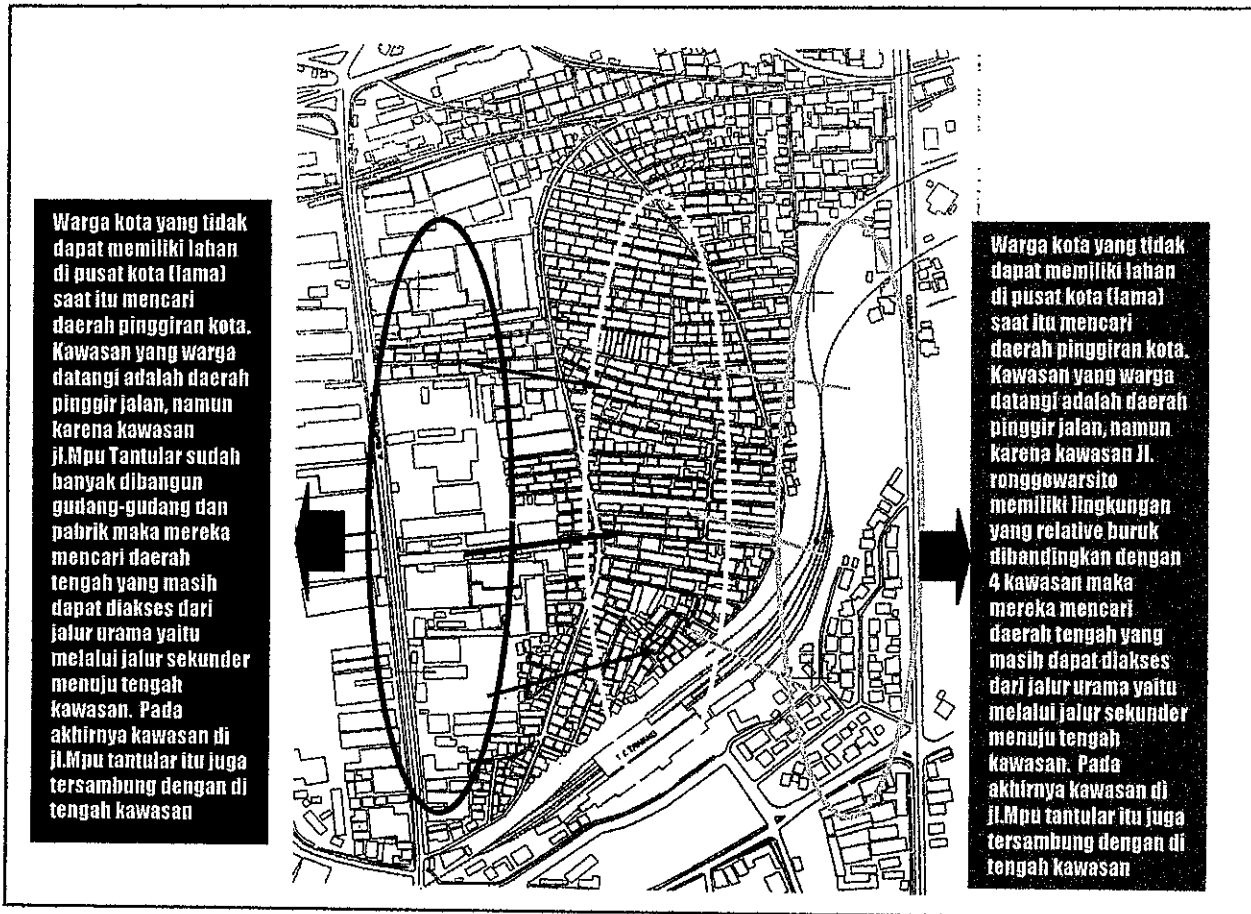 Warga kota yang tidak
dapat memiliki lahan
di pusat kota (lama)
saat itu mencari
daerah pinggiran kota.
Kawasan yang warga
datangi adalah daerah
pinggir jalan, namun
karena kawasan
jl.Mpu Tantular sudah
banyak dibangun
gudang-gudang dan
pabrik maka mereka
mencari daerah
tengah yang masih
dapat diakses dari
jalur urama yaitu
melalui jalur sekunder
menuju tengah
kawasan. Pada
akhirnya kawasan di
jl.Mpu tantular itu juga
tersambung dengan di
tengah kawasan
Warga kota yang tidak
dapat memiliki lahan
di pusat kota (lama)
saat itu mencari
daerah pinggiran kota.
Kawasan yang warga
datangi adalah daerah
pinggir jalan, namun
karena kawasan Jl.
ronggowarsito
memiliki lingkungan
yang relative buruk
dibandingkan dengan
4 kawasan maka
mereka mencari
daerah tengah yang
masih dapat diakses
dari jalur urama yaitu
melalui jalur sekunder
menuju tengah
kawasan. Pada
akhirnya kawasan di
jl.Mpu tantular itu juga
tersambung dengan di
tengah kawasan